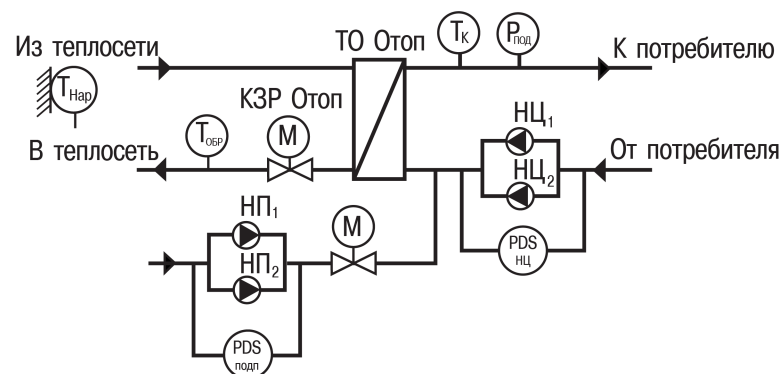 Из теплосети
ТО Отоп
Tк
Pпод
К потребителю
TНар
КЗР Отоп
В теплосеть
Tобр
М
НЦ1
НЦ2
От потребителя
НП1
НП2
М
PDS
нц
PDS
подп